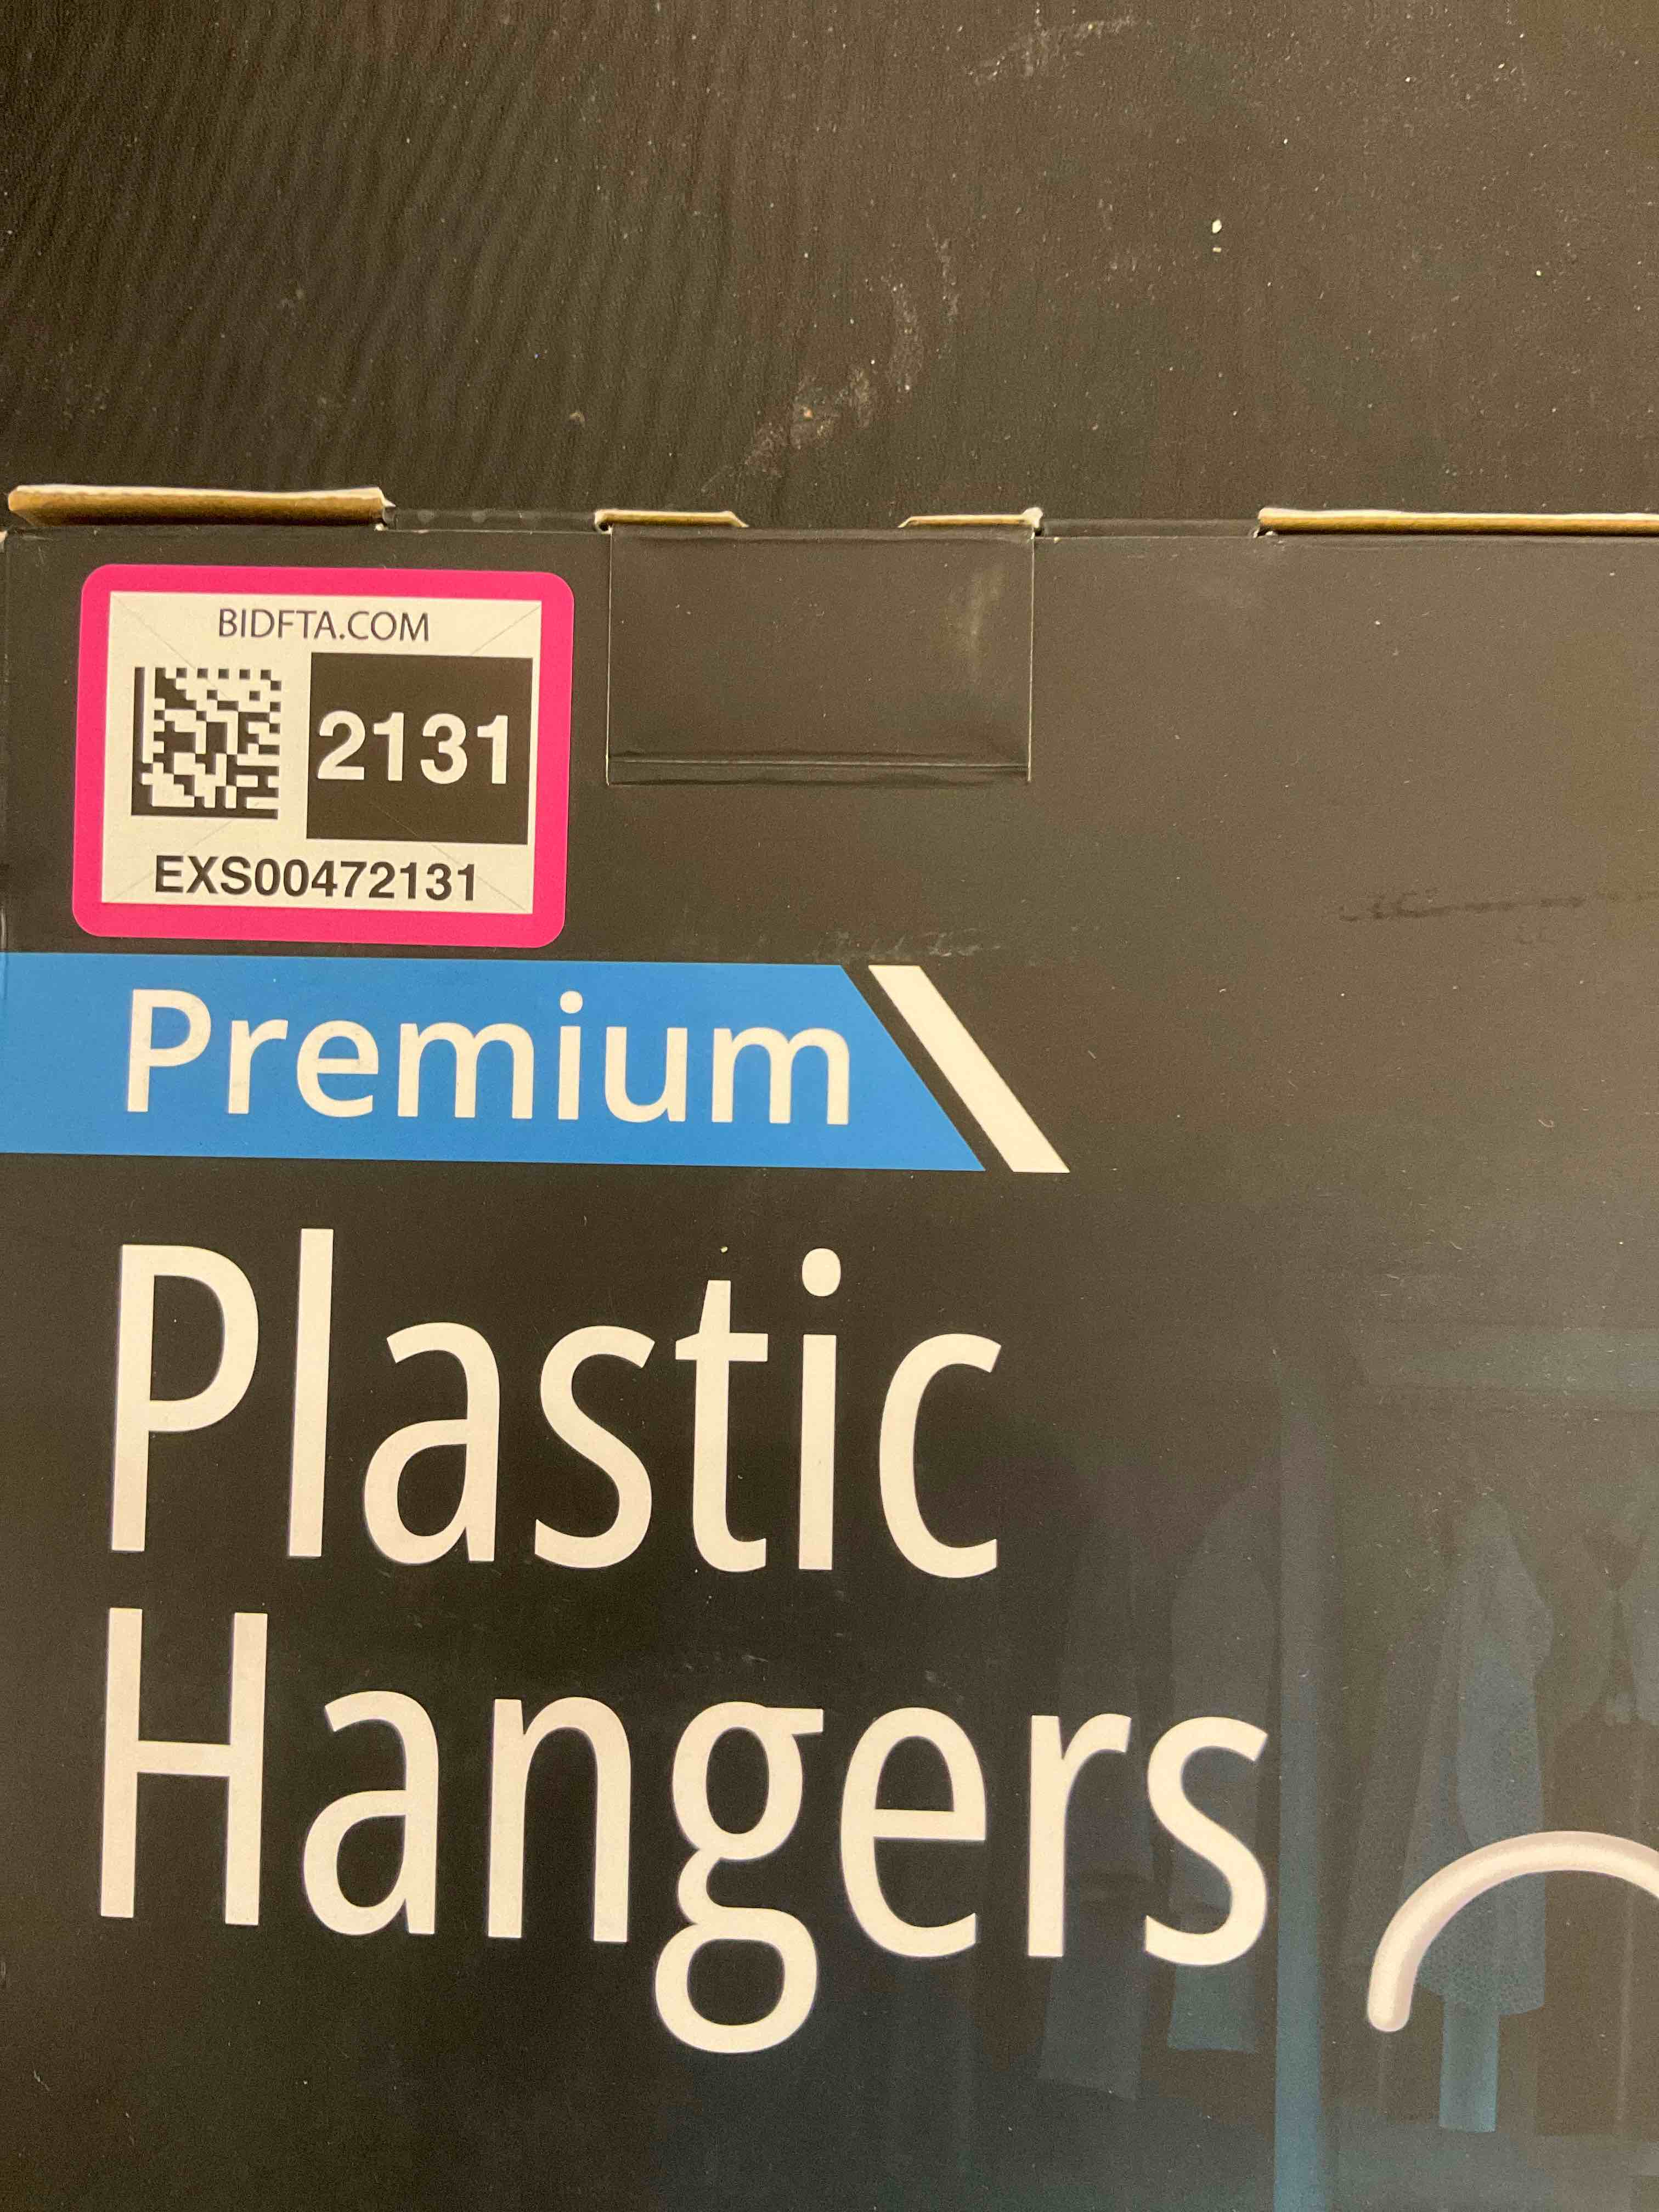 BIDFTA.COM
2131
EXS00472131
Premium
Plastic
Hangers